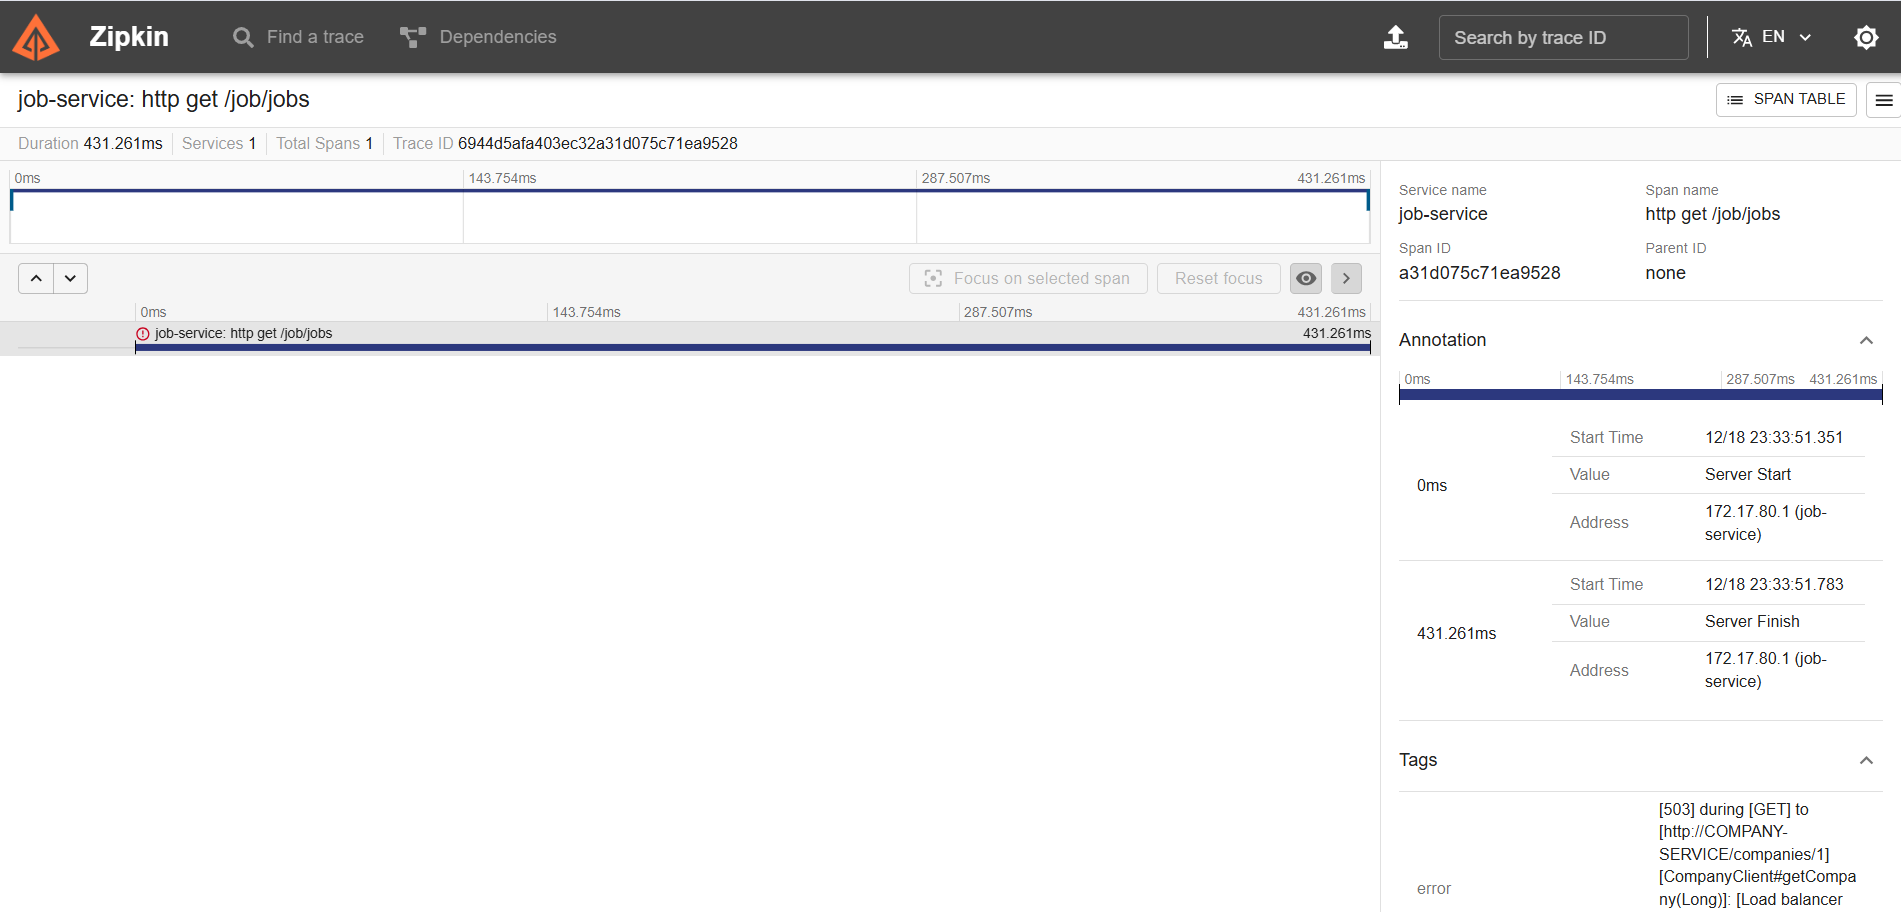 Zipkin
Find a trace
Dependencies
Search by trace ID
EN
job-service: http get /job/jobs
SPAN TABLE
Duration 431.261ms
Services 1
Total Spans 1
Trace ID 6944d5afa403ec32a31d075c71ea9528
0ms
143.754ms
287.507ms
431.261ms
Focus on selected span
Reset focus
0ms
143.754ms
287.507ms
431.261ms
job-service: http get /job/jobs
431.261ms
Service name
job-service
Span name
http get /job/jobs
Span ID
a31d075c71ea9528
Parent ID
none
Annotation
0ms
143.754ms
287.507ms
431.261ms
0ms
Start Time
12/18 23:33:51.351
Value
Server Start
Address
172.17.80.1 (job-
service)
431.261ms
Start Time
12/18 23:33:51.783
Value
Server Finish
Address
172.17.80.1 (job-
service)
Tags
error
[503] during [GET] to
[http://COMPANY-
SERVICE/companies/1]
[CompanyClient#getCompa
ny(Long)]: [Load balancer